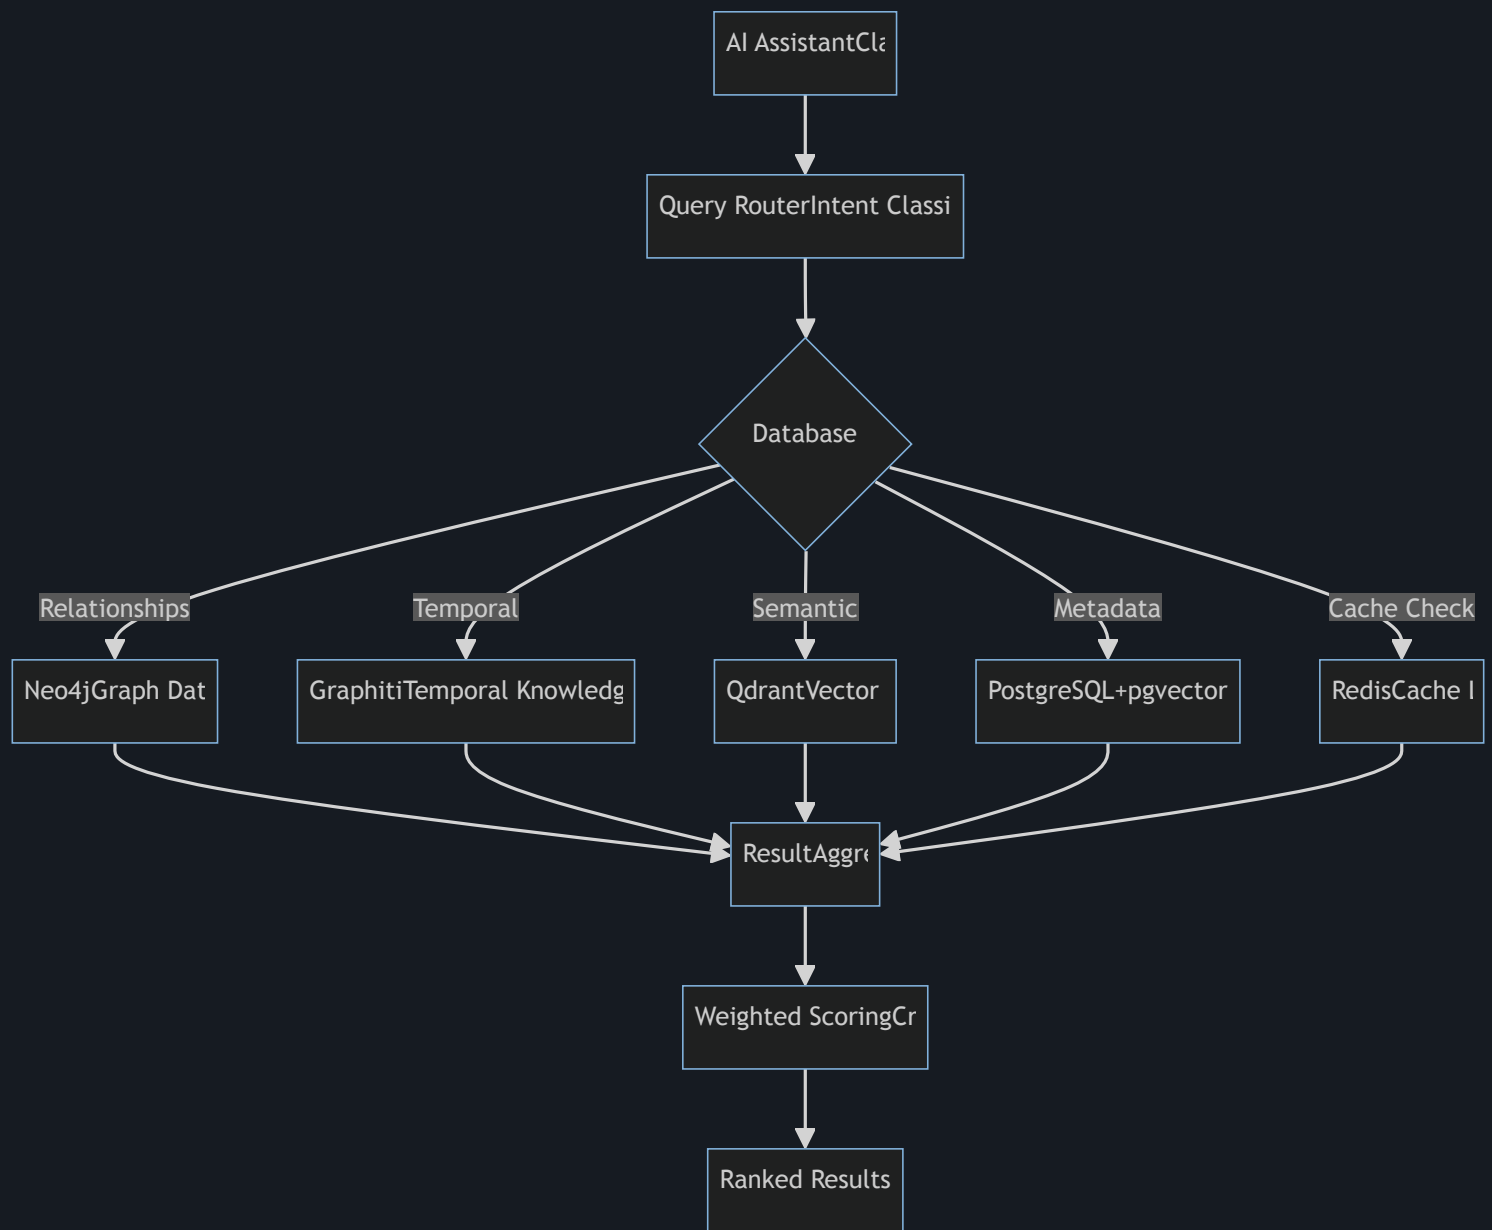 AI AssistantCla
Query RouterIntent Classi
Database
Relationships
Temporal
Semantic
Metadata
Cache Check
Neo4jGraph Dat
GraphitiTemporal Knowledg
QdrantVector
PostgreSQL+pgvector
RedisCache
ResultAggre
Weighted ScoringCr
Ranked Results